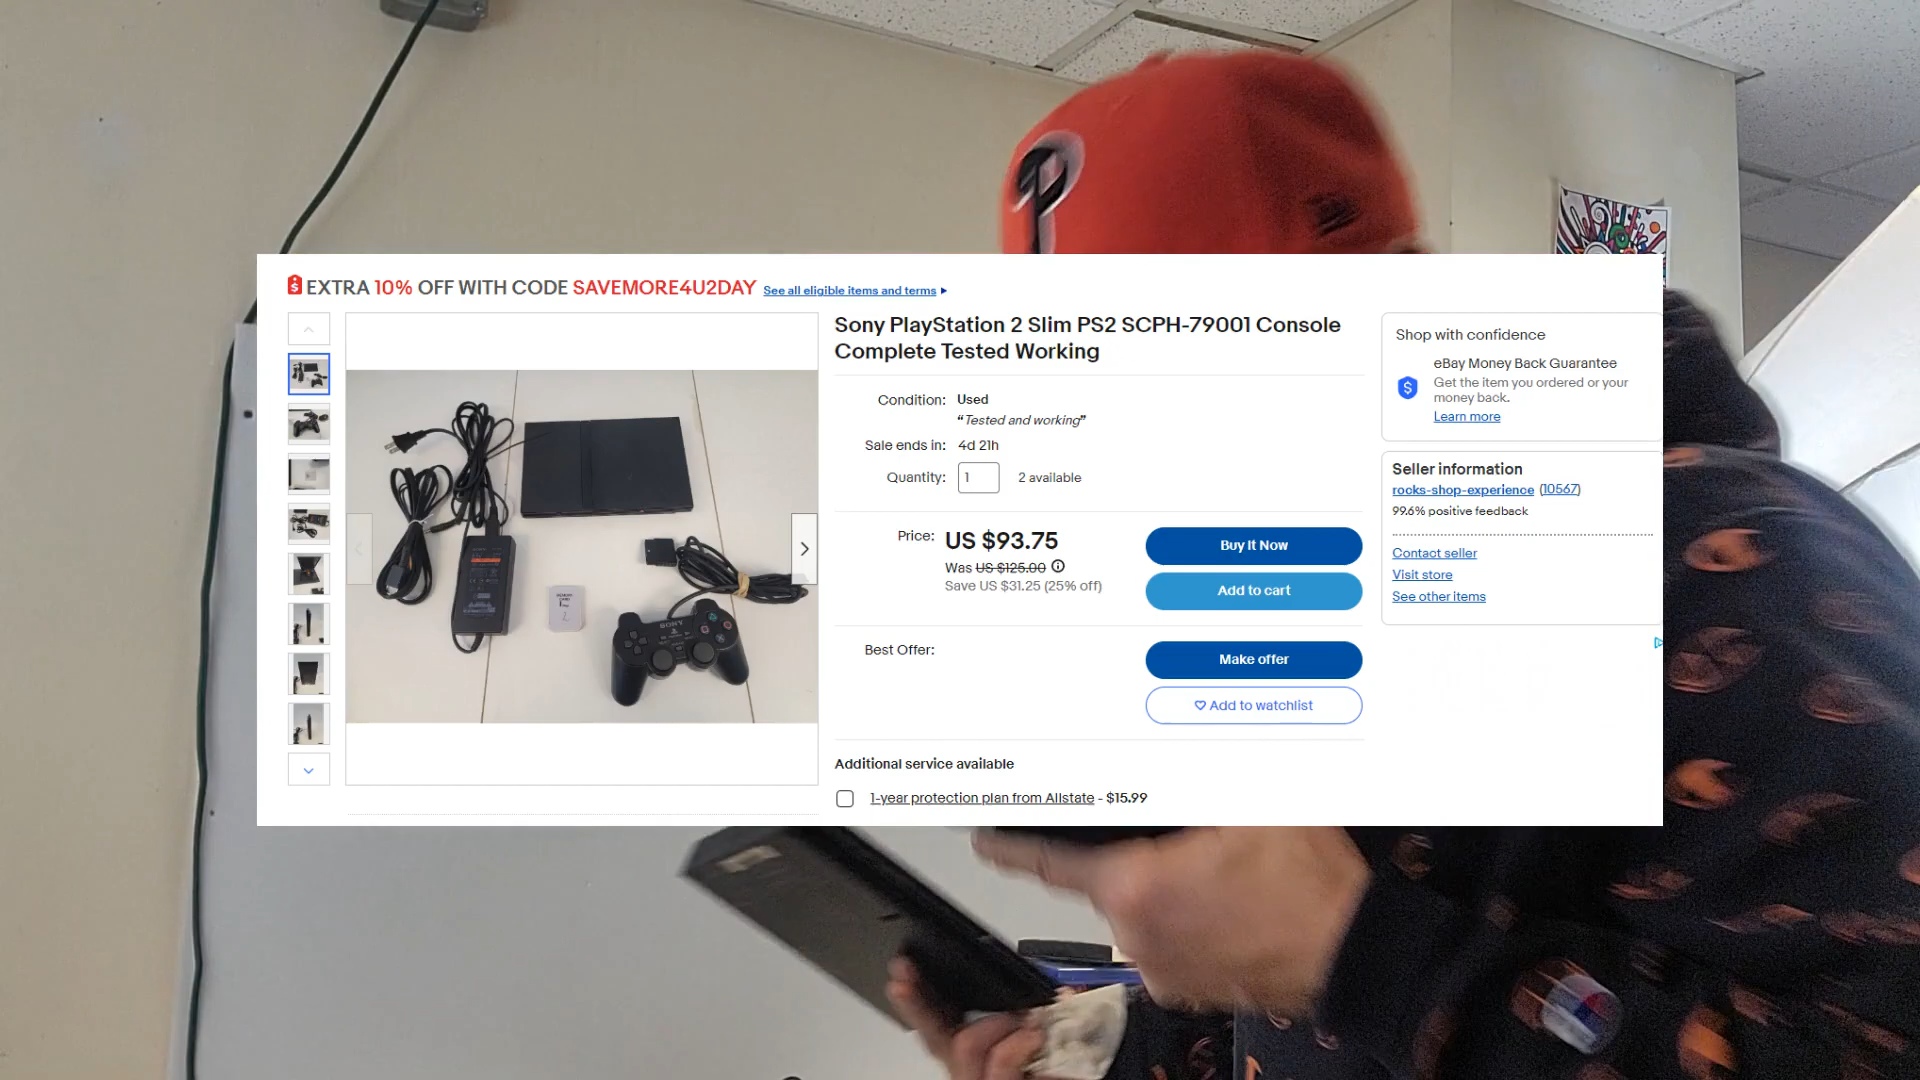 P
EXTRA 10% OFF WITH CODE SAVEMORE4U2DAY See all eligible items and terms
Sony PlayStation 2 Slim PS2 SCPH-79001 Console
Complete Tested Working
Condition: Used
“Tested and working”
Sale ends in: 4d 21h
Quantity: 1 2 available
Price: US $93.75
Was US $125.00
Save US $31.25 (25% off)
Buy It Now
Add to cart
Best Offer:
Make offer
Add to watchlist
Additional service available
1-year protection plan from Allstate - $15.99
Shop with confidence
eBay Money Back Guarantee
Get the item you ordered or your
money back.
Learn more
Seller information
rocks-shop-experience (10567)
99.6% positive feedback
Contact seller
Visit store
See other items
SONY